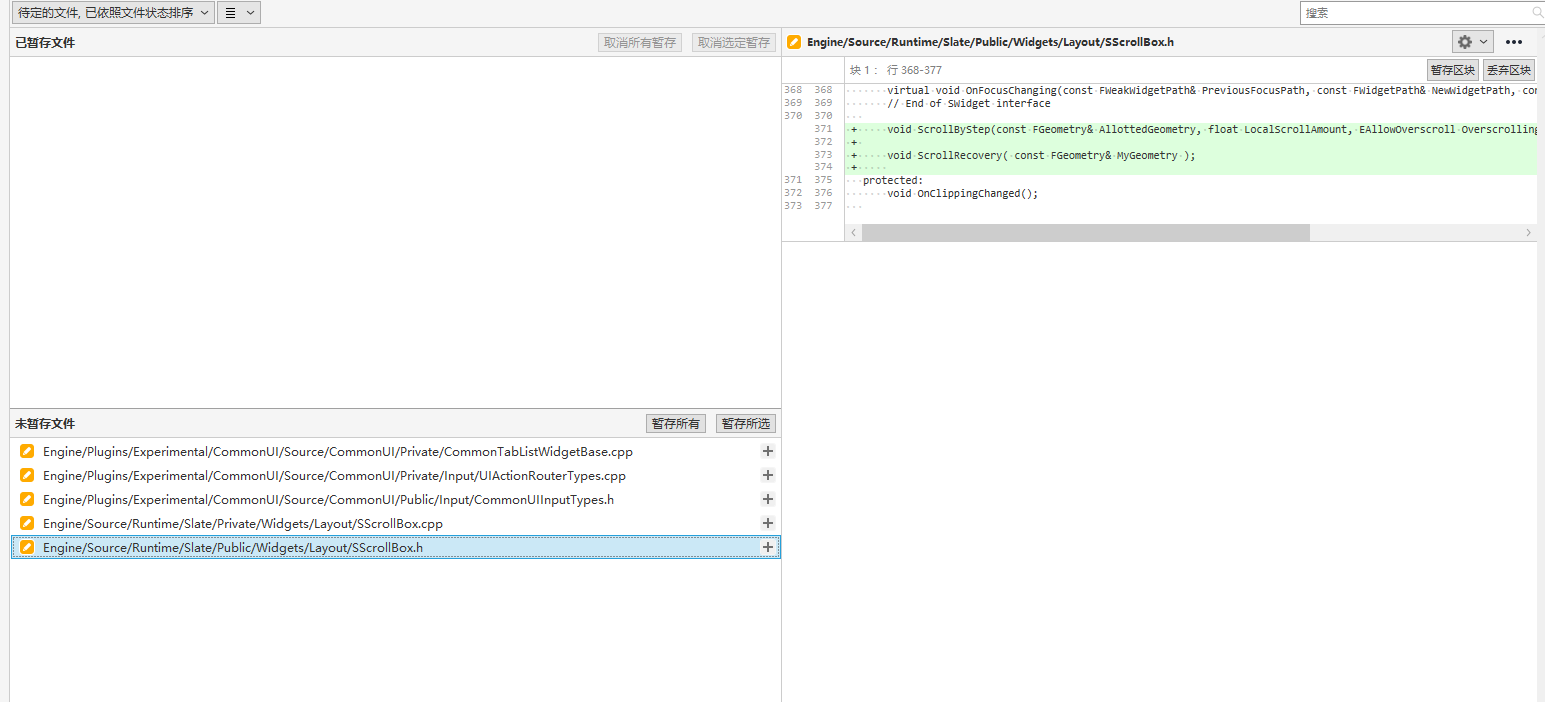 待定的文件, 已依照文件状态排序
搜索
已暂存文件
取消所有暂存
取消选定暂存
Engine/Source/Runtime/Slate/Public/Widgets/Layout/SScrollBox.h
块 1： 行 368-377
暂存区块
丢弃区块
368 368 virtual void OnFocusChanging(const FWeakWidgetPath& PreviousFocusPath, const FWidgetPath& NewWidgetPath, con
369 369 // End of SWidget interface
370 370
371 + void ScrollByStep(const FGeometry& AllottedGeometry, float LocalScrollAmount, EAllowOverscroll Overscrolling
372 +
373 + void ScrollRecovery( const FGeometry& MyGeometry );
374 +
371 375 protected:
372 376 void OnClippingChanged();
373 377
未暂存文件
暂存所有
暂存所选
Engine/Plugins/Experimental/CommonUI/Source/CommonUI/Private/CommonTabListWidgetBase.cpp
Engine/Plugins/Experimental/CommonUI/Source/CommonUI/Private/Input/UIActionRouterTypes.cpp
Engine/Plugins/Experimental/CommonUI/Source/CommonUI/Public/Input/CommonUIInputTypes.h
Engine/Source/Runtime/Slate/Private/Widgets/Layout/SScrollBox.cpp
Engine/Source/Runtime/Slate/Public/Widgets/Layout/SScrollBox.h